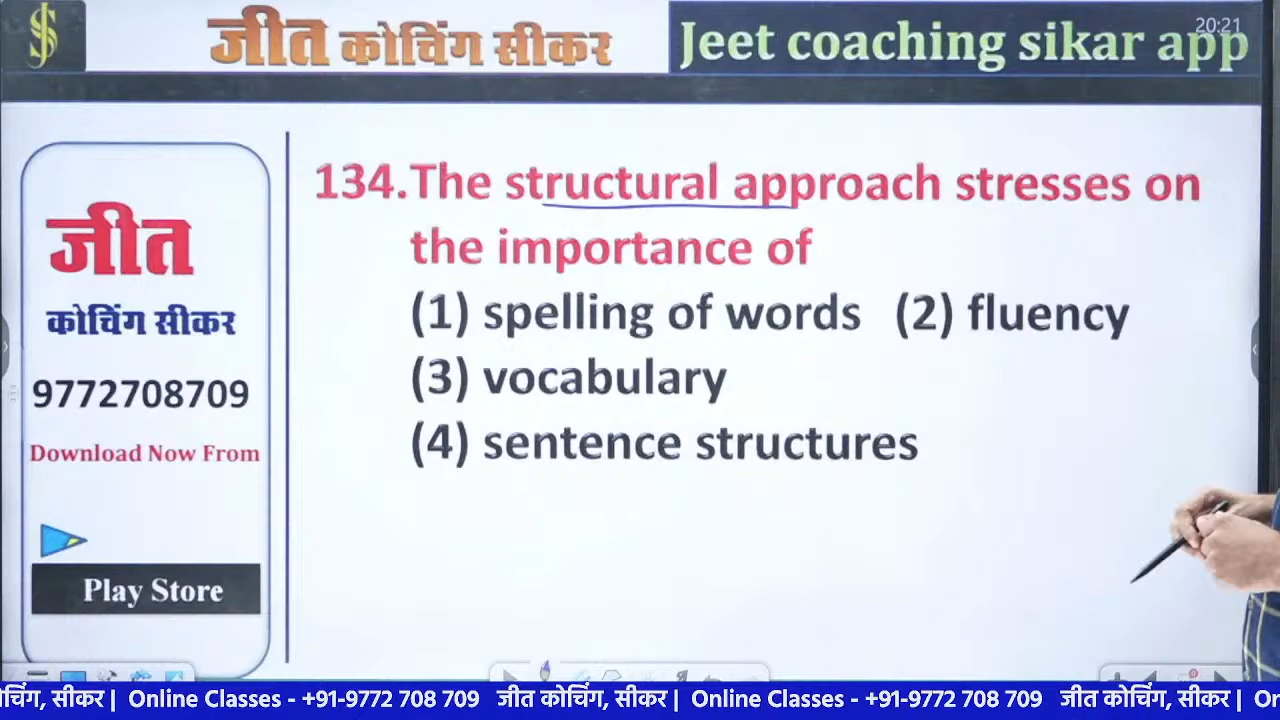 जीत कोचिंग सीकर
Jeet coaching sikar app
20:21
जीत
कोचिंग सीकर
9772708709
Download Now From
Play Store
134.The structural approach stresses on
the importance of
(1) spelling of words (2) fluency
(3) vocabulary
(4) sentence structures
कोचिंग, सीकर | Online Classes - +91-9772 708 709 जीत कोचिंग, सीकर | Online Classes - +91-9772 708 709 जीत कोचिंग, सीकर | On